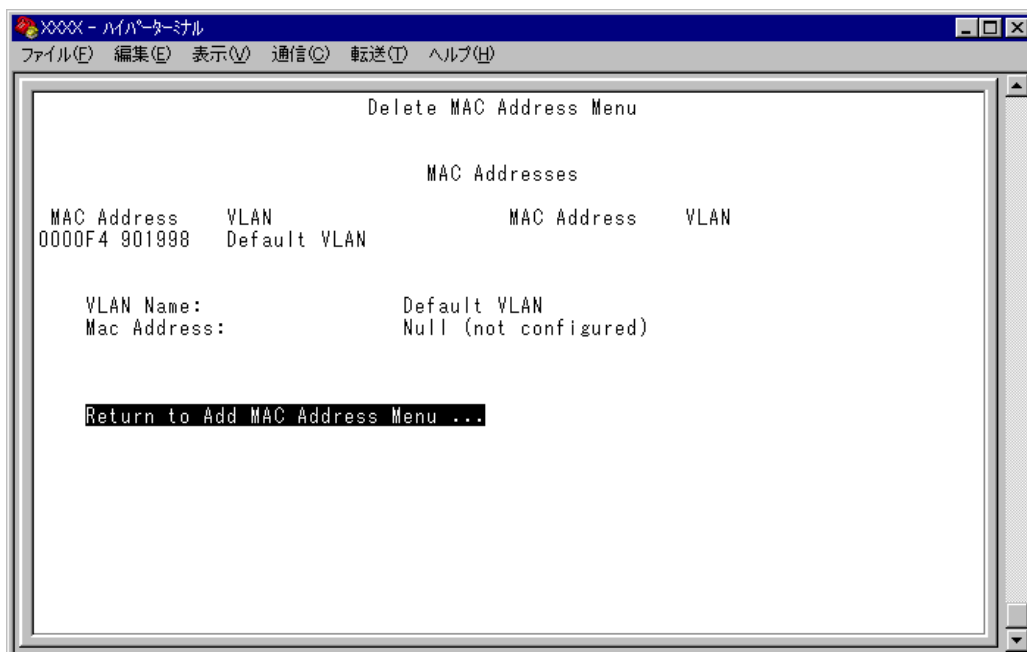 XXXX - ﾊｲﾊﾟｰﾀｰﾐﾅﾙ
ファイル(F) 編集(E) 表示(V) 通信(C) 転送(T) ヘルプ(H)
Delete MAC Address Menu
MAC Addresses
MAC Address VLAN MAC Address VLAN
0000F4 901998 Default VLAN
VLAN Name: Default VLAN
Mac Address: Null (not configured)
Return to Add MAC Address Menu ...